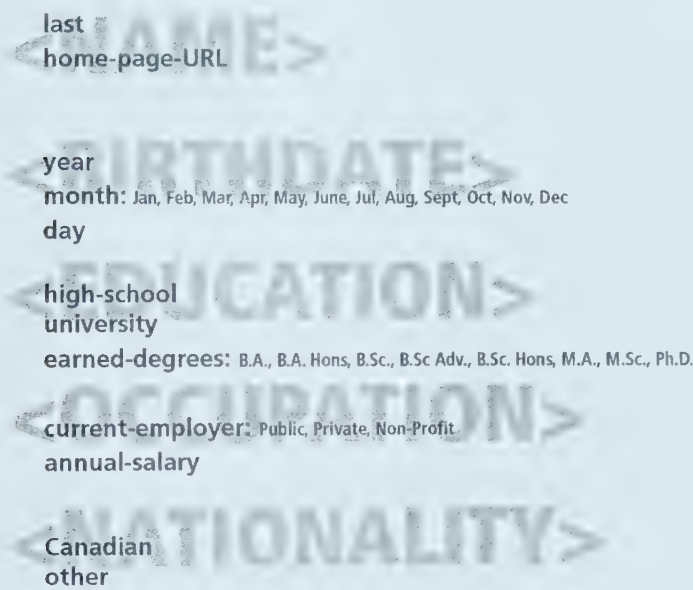 <NAME>
last
home-page-URL
<BIRTHDATE>
year
month: Jan, Feb, Mar, Apr, May, June, Jul, Aug, Sept, Oct, Nov, Dec
day
<EDUCATION>
high-school
university
earned-degrees: B.A., B.A. Hons, B.Sc., B.Sc Adv., B.Sc. Hons, M.A., M.Sc., Ph.D.
<OCCUPATION>
current-employer: Public, Private, Non-Profit
annual-salary
<NATIONALITY>
Canadian
other